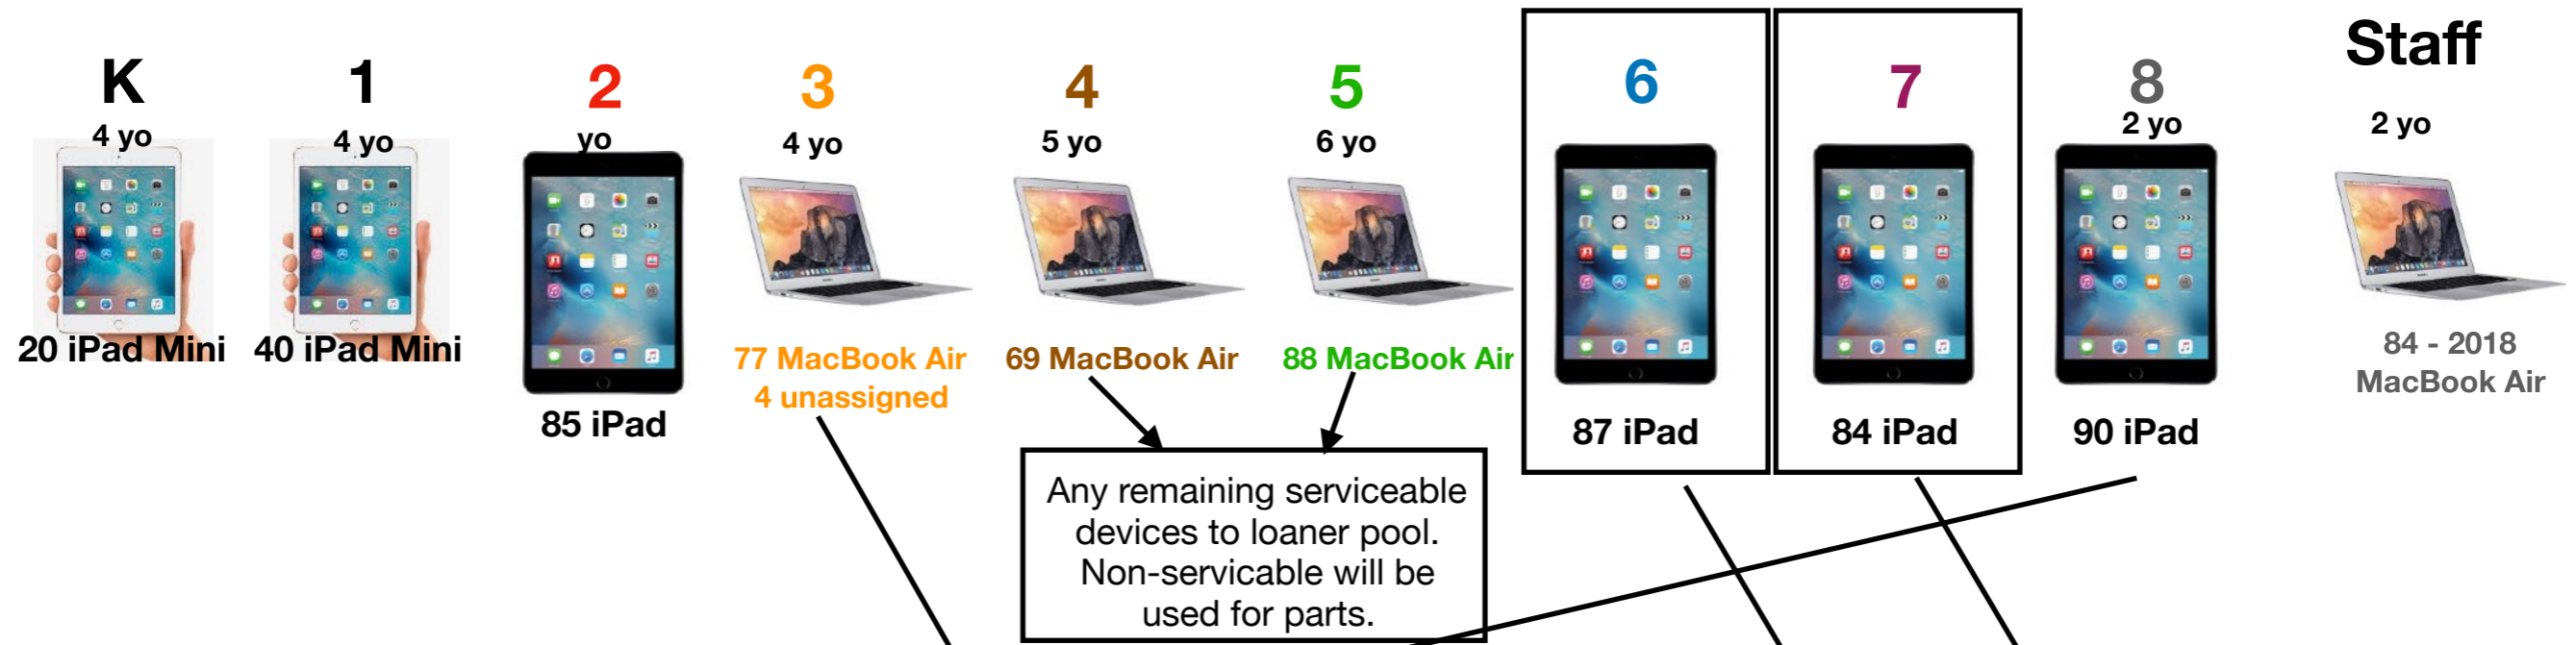 K
4 yo
20 iPad Mini
1
4 yo
40 iPad Mini
2
yo
85 iPad
3
4 yo
77 MacBook Air
4 unassigned
4
5 yo
69 MacBook Air
5
6 yo
88 MacBook Air
Any remaining serviceable
devices to loaner pool.
Non-servicable will be
used for parts.
6
87 iPad
7
84 iPad
8
2 yo
90 iPad
Staff
2 yo
84 - 2018
MacBook Air